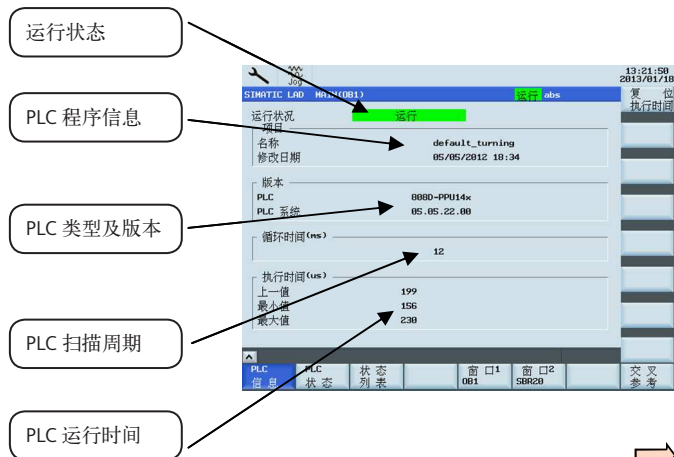 运行状态
PLC 程序信息
PLC 类型及版本
PLC 扫描周期
PLC 运行时间
Jog
13:21:50
2013/01/18
SIMATIC LAD MAIN(OB1) 运行 abs
复 位
执行时间
运行状况 运行
项目
名称 default_turning
修改日期 05/05/2012 18:34
版本
PLC 808D-PPU14x
PLC 系统 05.05.22.00
循环时间(ms)
12
执行时间(us)
上一值 199
最小值 156
最大值 230
PLC 信息
PLC 状态
状态 列表
窗口1 OB1
窗口2 SBR20
交叉 参考